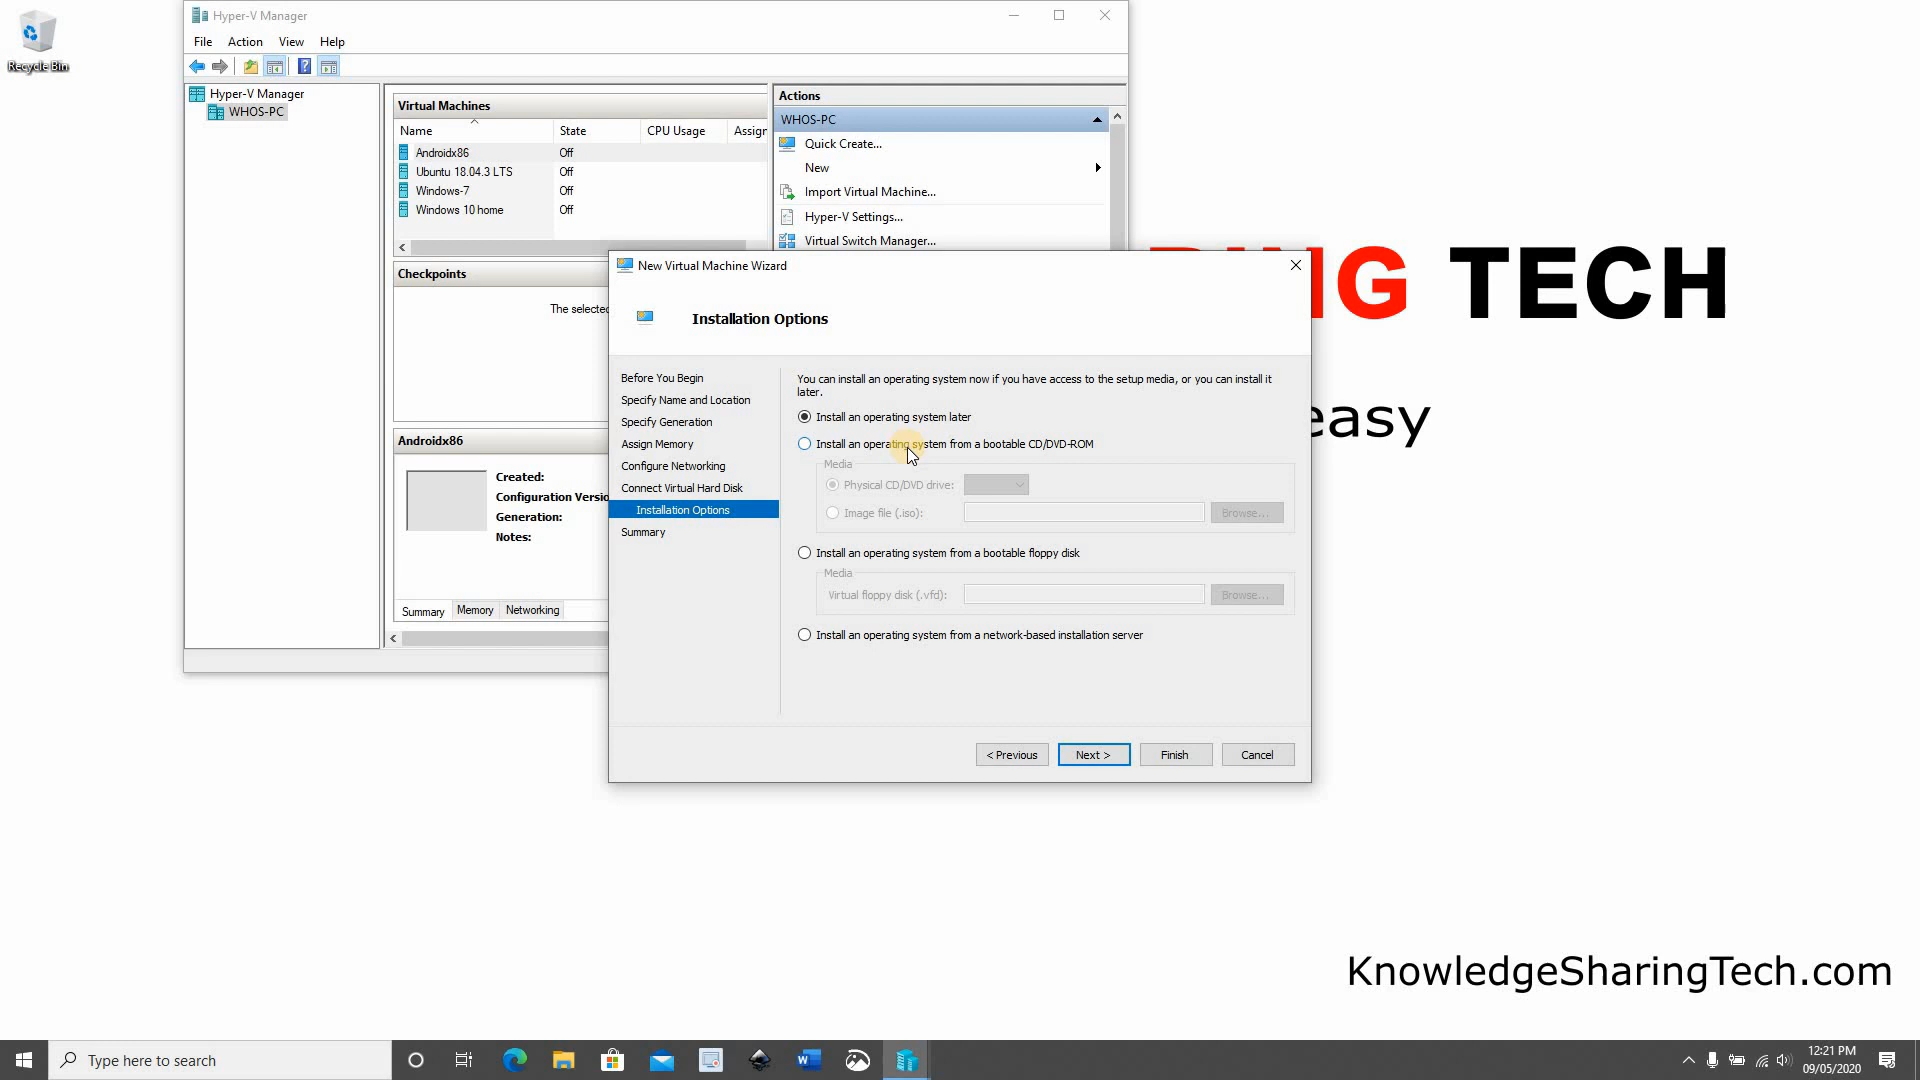 Recycle Bin
Hyper-V Manager
File Action View Help
Hyper-V Manager
WHOS-PC
Virtual Machines
Name State CPU Usage Assign
Androidx86 Off
Ubuntu 18.04.3 LTS Off
Windows-7 Off
Windows 10 home Off
Checkpoints
The selected
Androidx86
Created:
Configuration Versio
Generation:
Notes:
Summary Memory Networking
Actions
WHOS-PC
Quick Create...
New
Import Virtual Machine...
Hyper-V Settings...
Virtual Switch Manager...
New Virtual Machine Wizard
Installation Options
Before You Begin
Specify Name and Location
Specify Generation
Assign Memory
Configure Networking
Connect Virtual Hard Disk
Installation Options
Summary
You can install an operating system now if you have access to the setup media, or you can install it
later.
Install an operating system later
Install an operating system from a bootable CD/DVD-ROM
Media
Physical CD/DVD drive:
Image file (.iso):
Browse...
Install an operating system from a bootable floppy disk
Media
Virtual floppy disk (.vfd):
Browse...
Install an operating system from a network-based installation server
< Previous Next > Finish Cancel
G TECH
easy
KnowledgeSharingTech.com
Type here to search
12:21 PM
09/05/2020